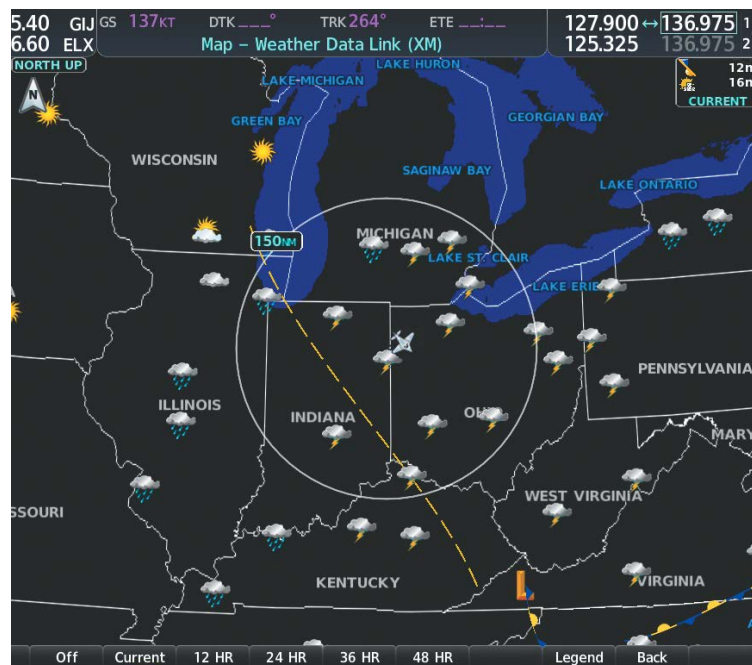 5.40 GIJ GS 137KT DTK ___° TRK 264° ETE __:__ 127.900 ↔ 136.975 1
6.60 ELX Map – Weather Data Link (XM) 125.325 136.975 2
NORTH UP
N
12m
16m
CURRENT
LAKE HURON
LAKE MICHIGAN
GREEN BAY
GEORGIAN BAY
WISCONSIN
SAGINAW BAY
LAKE ONTARIO
150NM
MICHIGAN
LAKE ST. CLAIR
LAKE ERIE
PENNSYLVANIA
ILLINOIS
INDIANA
MARY
WEST VIRGINIA
SSOURI
L
KENTUCKY
VIRGINIA
Off Current 12 HR 24 HR 36 HR 48 HR Legend Back